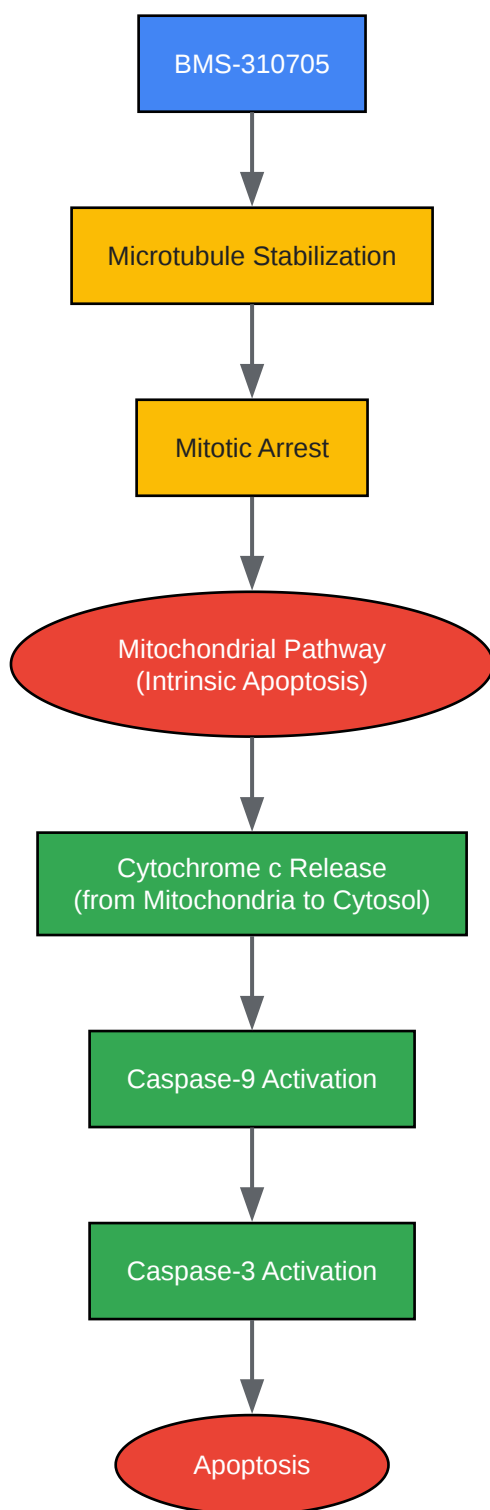 BMS-310705
Microtubule Stabilization
Mitotic Arrest
Mitochondrial Pathway
(Intrinsic Apoptosis)
Cytochrome c Release
(from Mitochondria to Cytosol)
Caspase-9 Activation
Caspase-3 Activation
Apoptosis